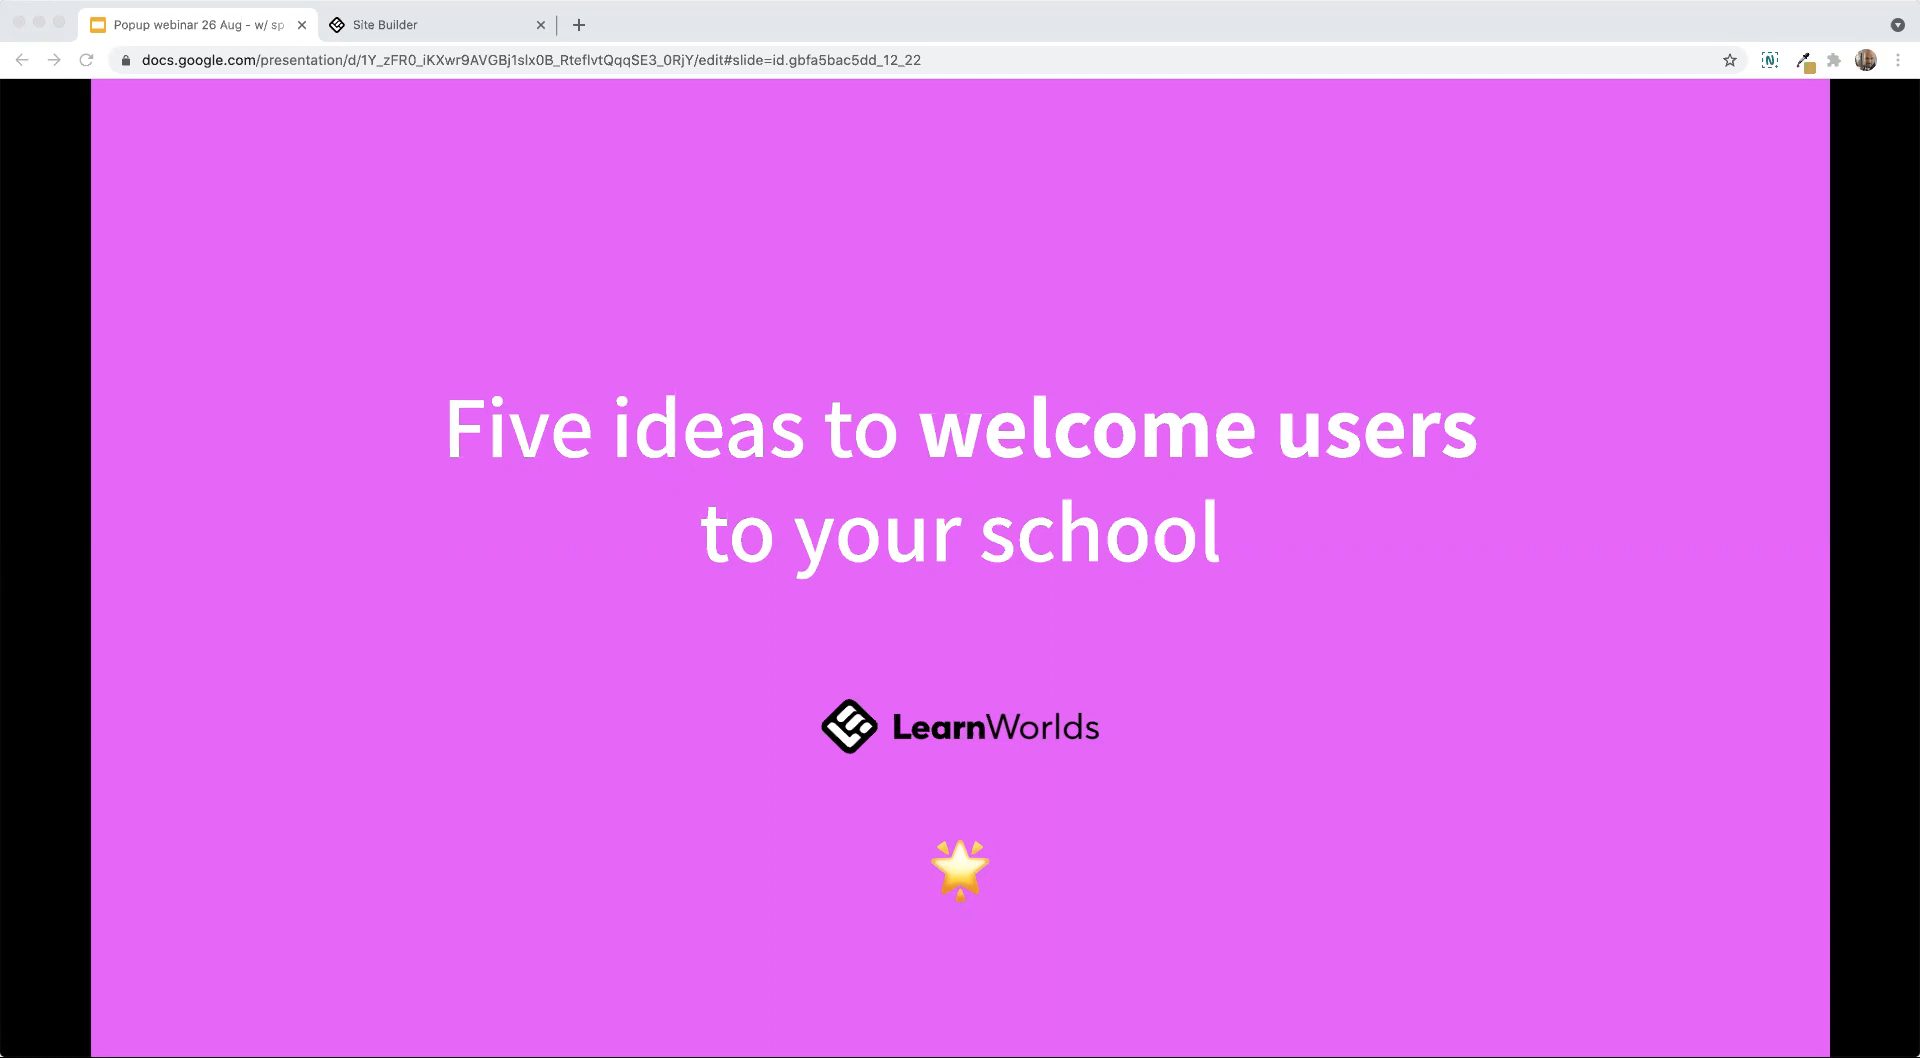 Popup webinar 26 Aug - w/ sp
Site Builder
docs.google.com/presentation/d/1Y_zFR0_iKXwr9AVGBj1slx0B_RteflvtQqqSE3_0RjY/edit#slide=id.gbfa5bac5dd_12_22
Five ideas to welcome users
to your school
LearnWorlds